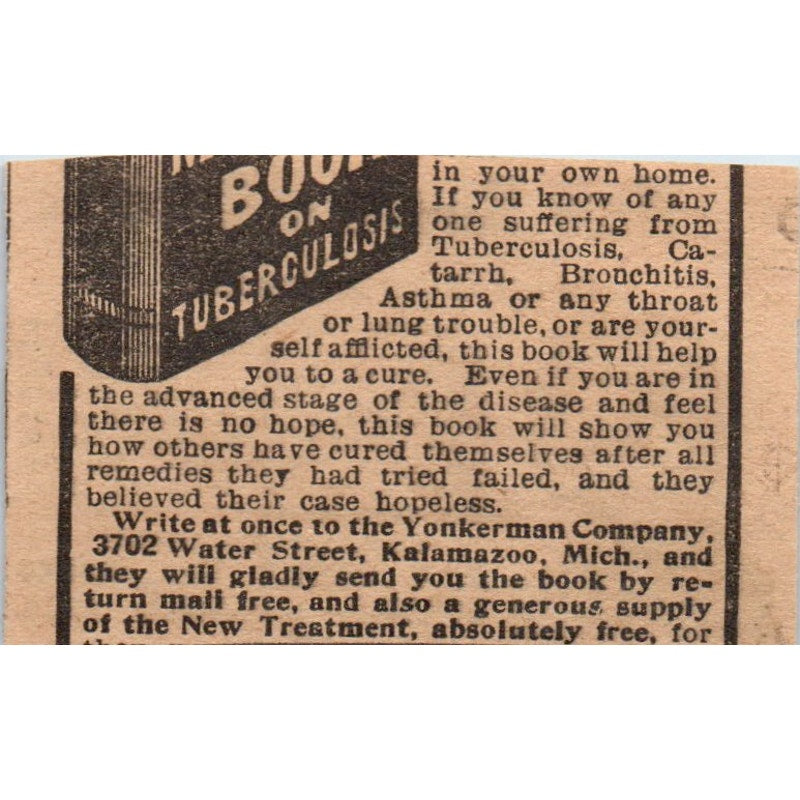 BOOK
ON
TUBERCULOSIS
in your own home.
If you know of any
one suffering from
Tuberculosis, Ca-
tarrh, Bronchitis,
Asthma or any throat
or lung trouble, or are your-
self afflicted, this book will help
you to a cure. Even if you are in
the advanced stage of the disease and feel
there is no hope, this book will show you
how others have cured themselves after all
remedies they had tried failed, and they
believed their case hopeless.
Write at once to the Yonkerman Company,
3702 Water Street, Kalamazoo, Mich., and
they will gladly send you the book by re-
turn mail free, and also a generous supply
of the New Treatment, absolutely free, for